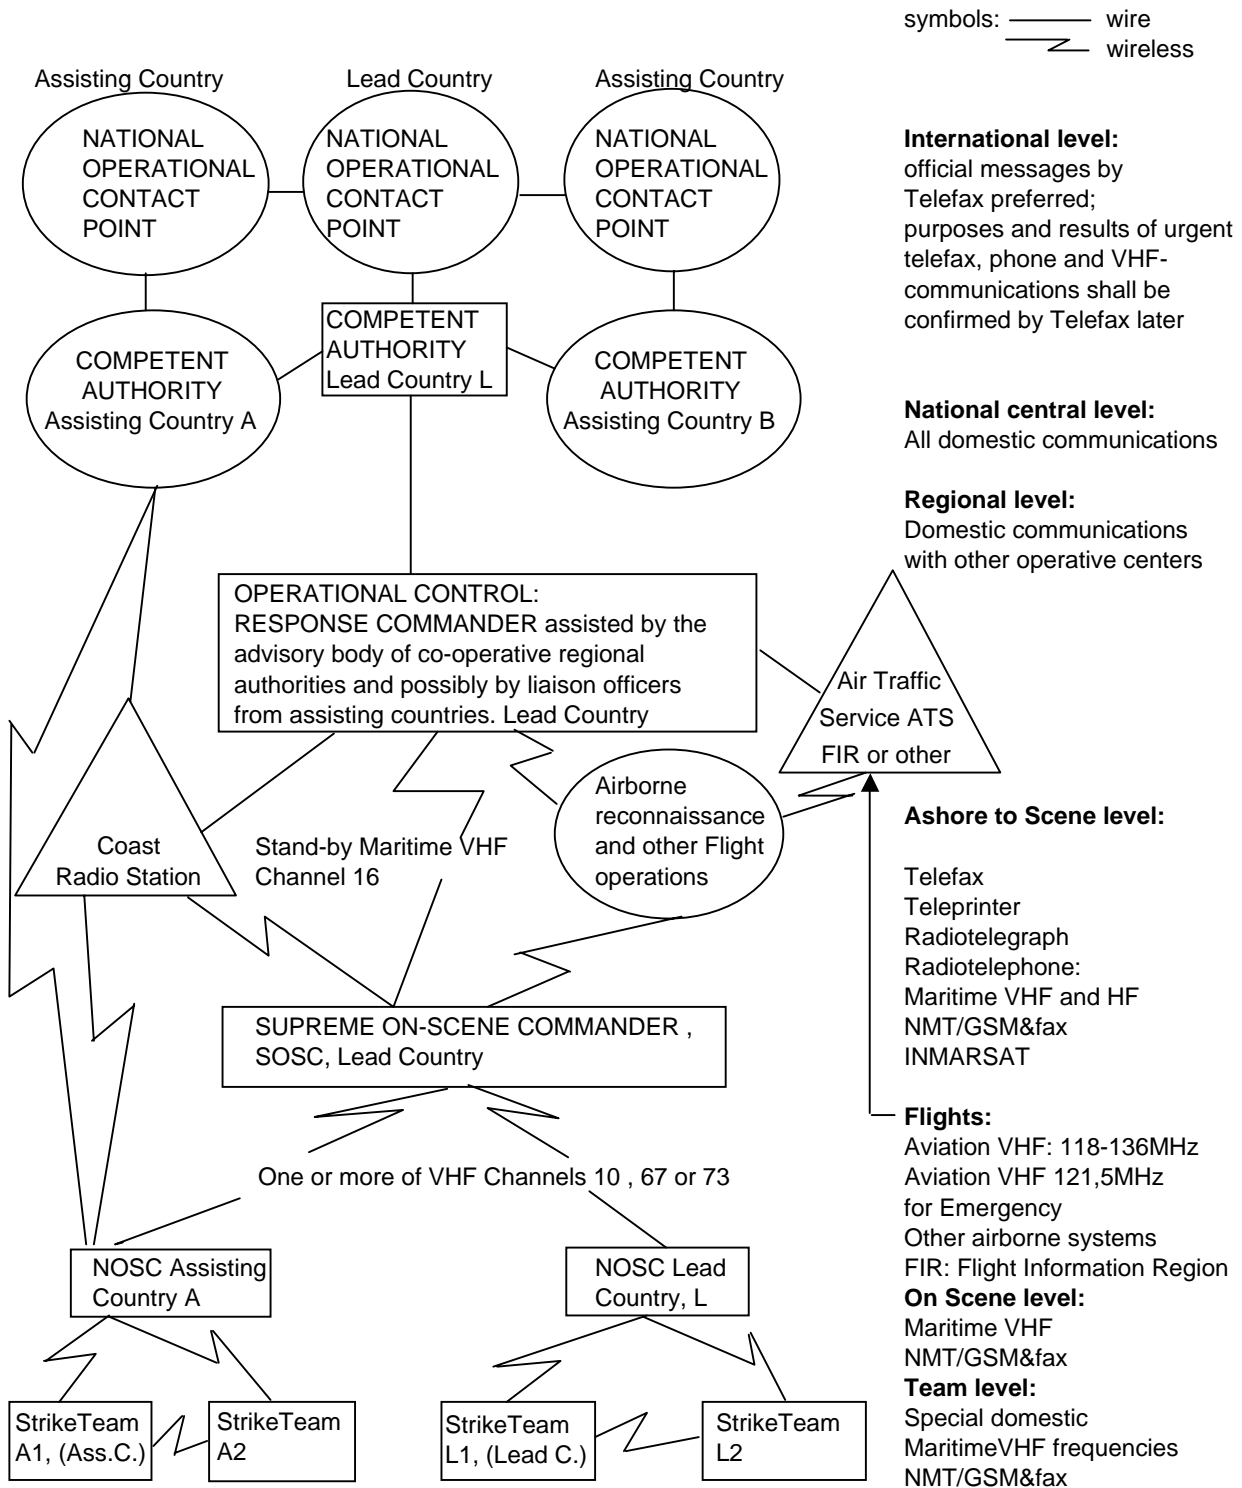 symbols: wire
wireless
Assisting Country
Lead Country
Assisting Country
NATIONAL
OPERATIONAL
CONTACT
POINT
NATIONAL
OPERATIONAL
CONTACT
POINT
NATIONAL
OPERATIONAL
CONTACT
POINT
International level:
official messages by
Telefax preferred;
purposes and results of urgent
telefax, phone and VHF-
communications shall be
confirmed by Telefax later
COMPETENT
AUTHORITY
Assisting Country A
COMPETENT
AUTHORITY
Lead Country L
COMPETENT
AUTHORITY
Assisting Country B
National central level:
All domestic communications
Regional level:
Domestic communications
with other operative centers
OPERATIONAL CONTROL:
RESPONSE COMMANDER assisted by the
advisory body of co-operative regional
authorities and possibly by liaison officers
from assisting countries. Lead Country
Air Traffic
Service ATS
FIR or other
Airborne
reconnaissance
and other Flight
operations
Coast
Radio Station
Stand-by Maritime VHF
Channel 16
Ashore to Scene level:
Telefax
Teleprinter
Radiotelegraph
Radiotelephone:
Maritime VHF and HF
NMT/GSM&fax
INMARSAT
SUPREME ON-SCENE COMMANDER ,
SOSC, Lead Country
Flights:
Aviation VHF: 118-136MHz
Aviation VHF 121,5MHz
for Emergency
Other airborne systems
FIR: Flight Information Region
One or more of VHF Channels 10 , 67 or 73
NOSC Assisting
Country A
NOSC Lead
Country, L
On Scene level:
Maritime VHF
NMT/GSM&fax
Team level:
Special domestic
MaritimeVHF frequencies
NMT/GSM&fax
StrikeTeam
A1, (Ass.C.)
StrikeTeam
A2
StrikeTeam
L1, (Lead C.)
StrikeTeam
L2